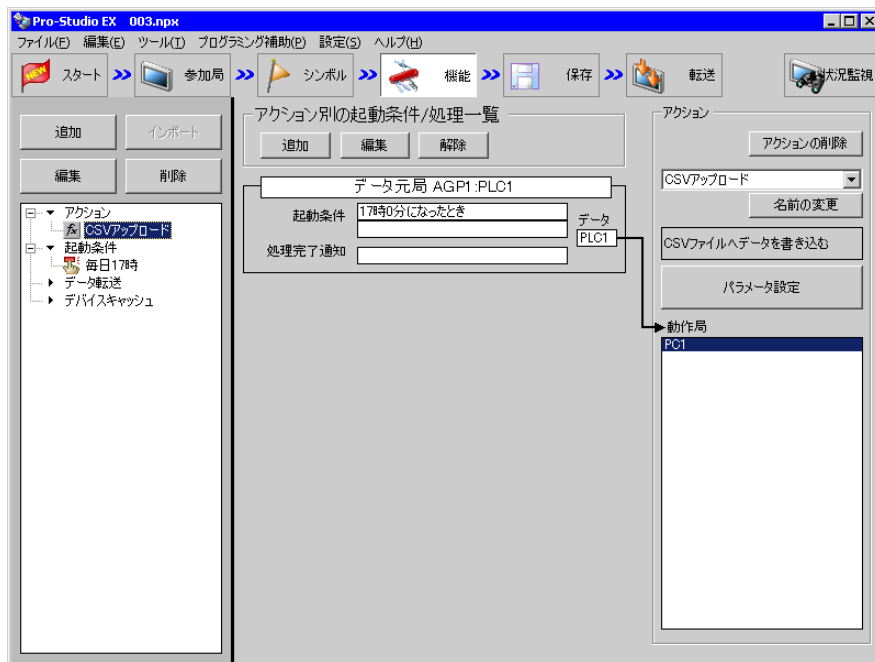 Pro-Studio EX 003.npx
ファイル(F) 編集(E) ツール(T) プログラミング補助(P) 設定(S) ヘルプ(H)
NEW スタート 参加局 シンボル 機能 保存 転送 状況監視
追加 インポート
編集 削除
アクション
fx CSVアップロード
起動条件
毎日17時
データ転送
デバイスキャッシュ
アクション別の起動条件/処理一覧
追加 編集 解除
データ元局 AGP1:PLC1
起動条件 17時0分になったとき
データ
PLC1
処理完了通知
アクション
アクションの削除
CSVアップロード
名前の変更
CSVファイルへデータを書き込む
パラメータ設定
動作局
PC1